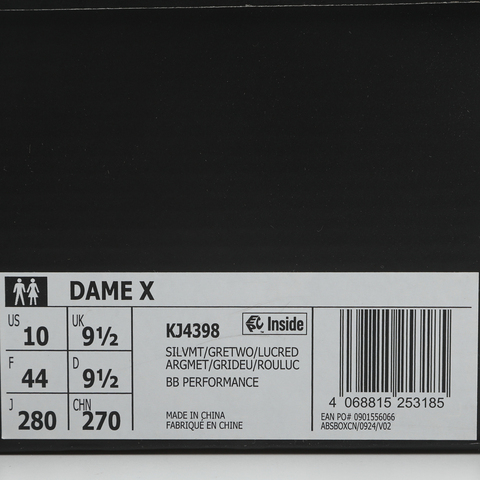 DAME X
US 10 UK 9½
F 44 D 9½
J 280 CHN 270
KJ4398 Inside
SILVMT/GRETWO/LUCRED
ARGMET/GRIDEU/ROULUC
BB PERFORMANCE
MADE IN CHINA
FABRIQUÉ EN CHINE
4 068815 253185
EAN PO# 0901556066
ABSBOXCN/0924/V02